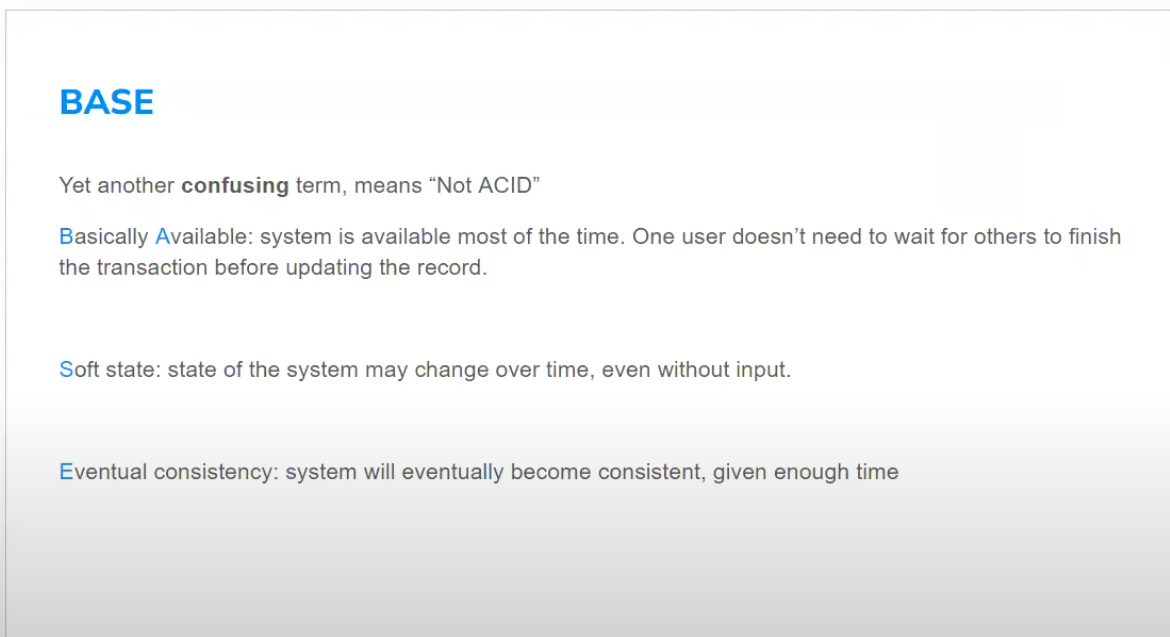 BASE
Yet another confusing term, means “Not ACID”
Basically Available: system is available most of the time. One user doesn’t need to wait for others to finish
the transaction before updating the record.
Soft state: state of the system may change over time, even without input.
Eventual consistency: system will eventually become consistent, given enough time